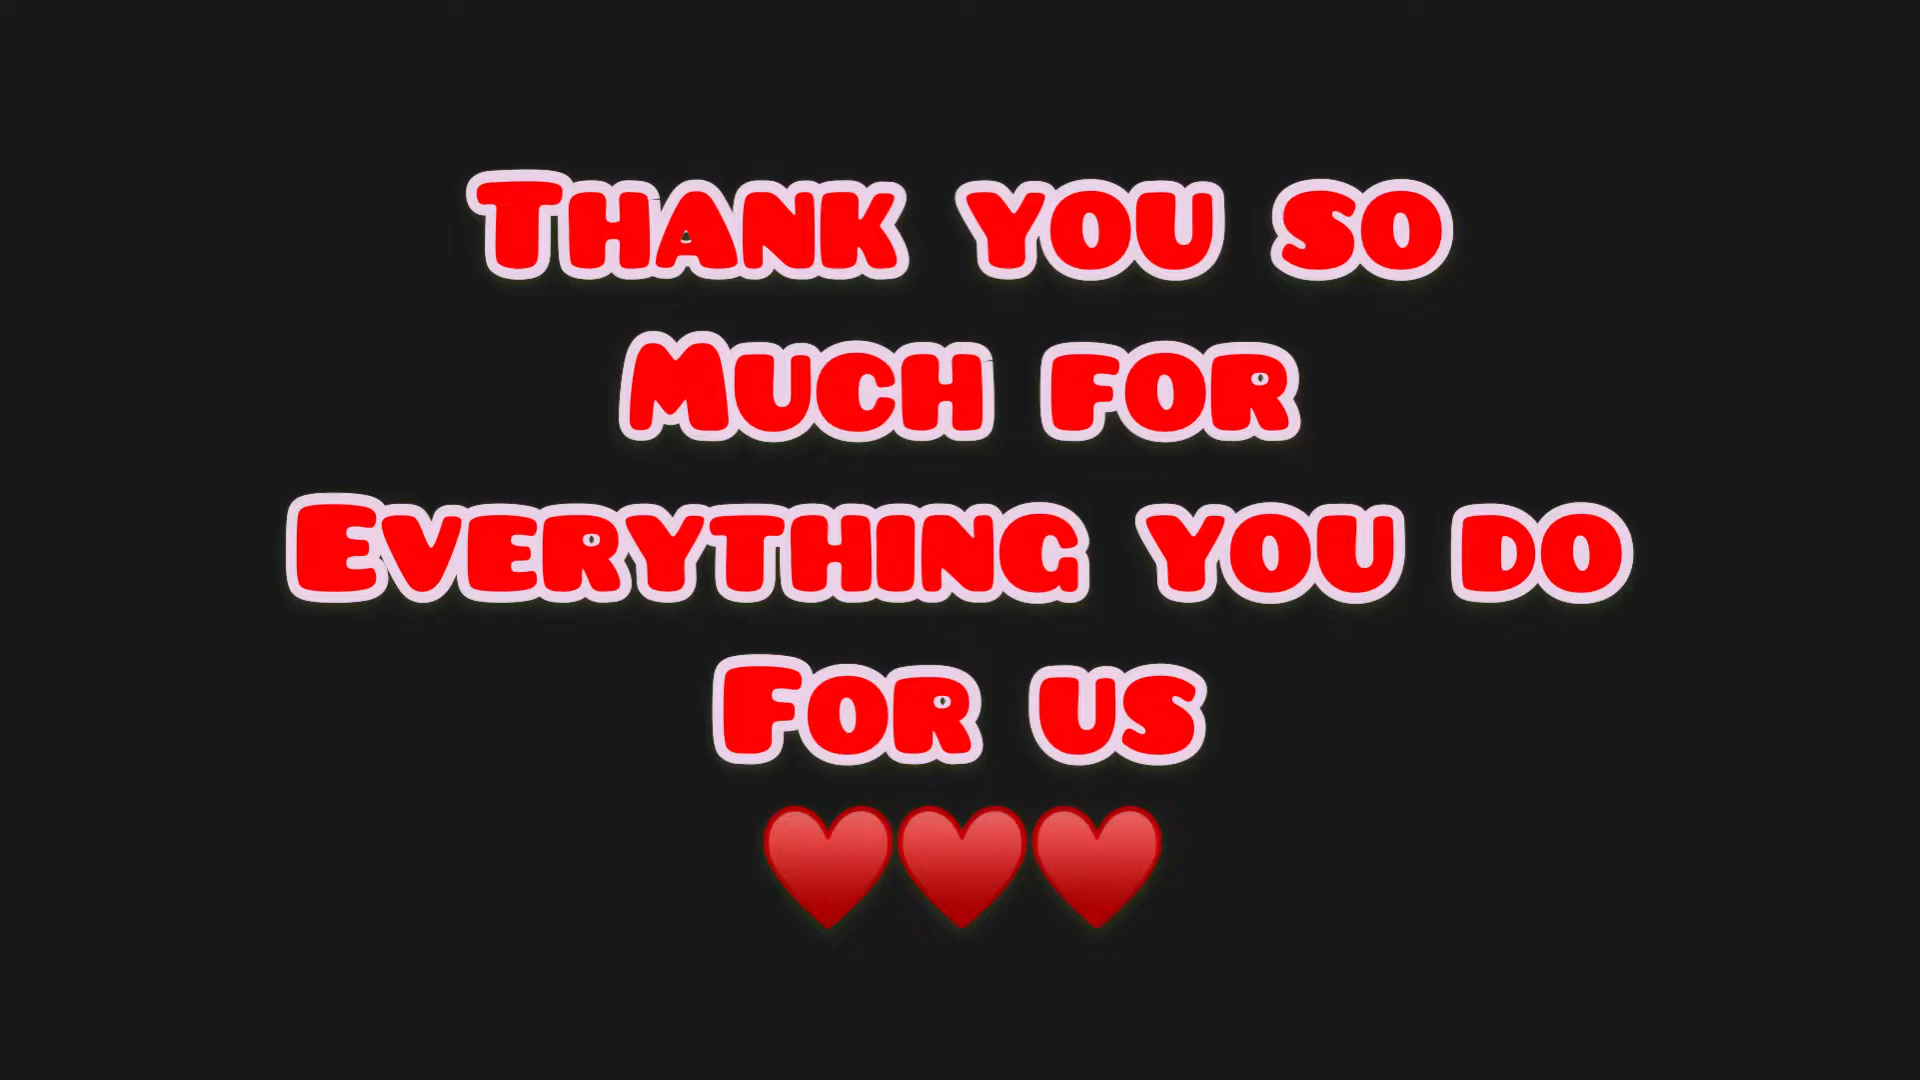 Thank you so
Much for
Everything you do
For us
♥️♥️♥️